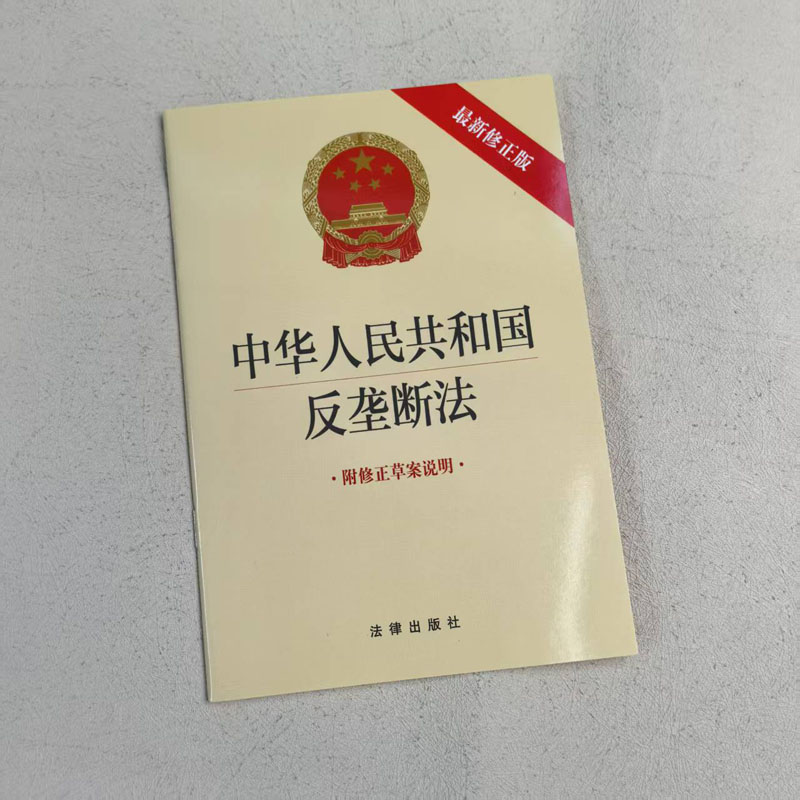 最新修正版
中华人民共和国
反垄断法
·附修正草案说明·
法律出版社